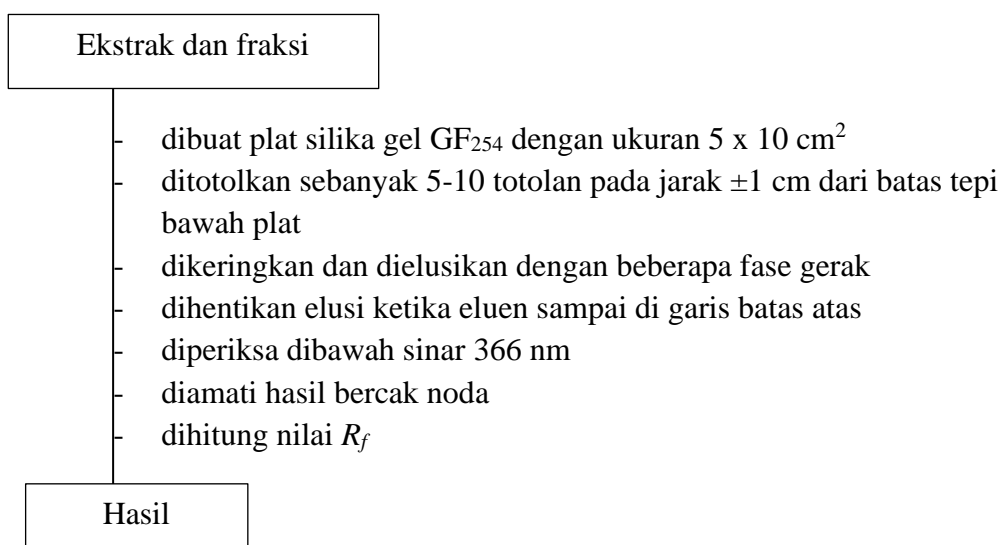 Ekstrak dan fraksi
- dibuat plat silika gel GF₂₅₄ dengan ukuran 5 x 10 cm²
- ditotolkan sebanyak 5-10 totolan pada jarak ±1 cm dari batas tepi
bawah plat
- dikeringkan dan dielusikan dengan beberapa fase gerak
- dihentikan elusi ketika eluen sampai di garis batas atas
- diperiksa dibawah sinar 366 nm
- diamati hasil bercak noda
- dihitung nilai R_f
Hasil